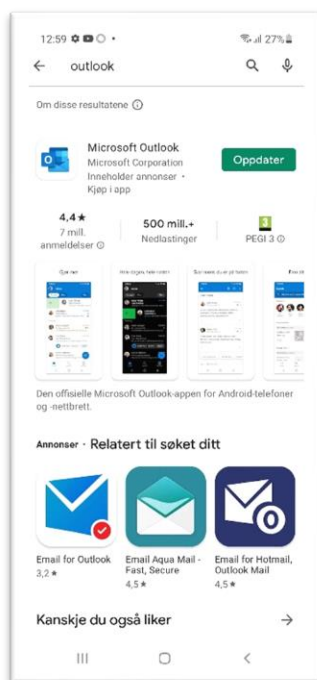 12:59
27%
outlook
Om disse resultatene
Microsoft Outlook
Microsoft Corporation
Inneholder annonser •
Kjøp i app
Oppdater
4,4★
7 mill.
anmeldelser
500 mill.+
Nedlastinger
3
PEGI 3
Den offisielle Microsoft Outlook-appen for Android-telefoner
og -nettbrett.
Annonser · Relatert til søket ditt
Email for Outlook
3,2★
Email Aqua Mail -
Fast, Secure
4,5★
Email for Hotmail,
Outlook Mail
4,5★
Kanskje du også liker